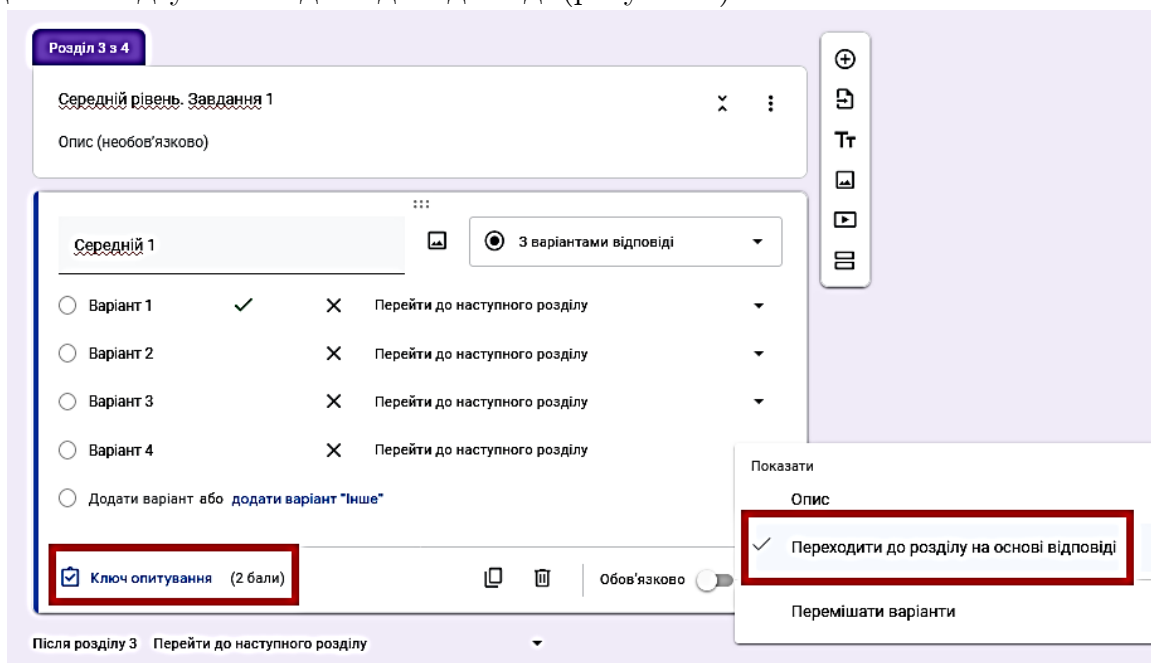 Розділ 3 з 4
Середній рівень. Завдання 1
Опис (необов'язково)
Тт
Середній 1
З варіантами відповіді
Варіант 1 Перейти до наступного розділу
Варіант 2 Перейти до наступного розділу
Варіант 3 Перейти до наступного розділу
Варіант 4 Перейти до наступного розділу
Додати варіант або додати варіант "Інше"
Показати
Опис
Переходити до розділу на основі відповіді
Перемішати варіанти
Ключ опитування (2 бали)
Обов'язково
Після розділу 3 Перейти до наступного розділу